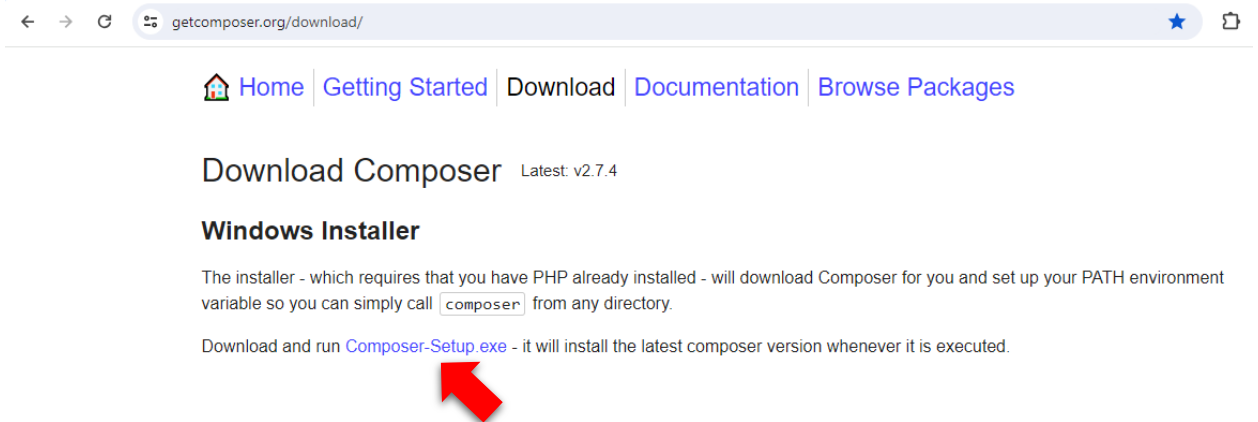 getcomposer.org/download/
Home Getting Started Download Documentation Browse Packages
Download Composer Latest: v2.7.4
Windows Installer
The installer - which requires that you have PHP already installed - will download Composer for you and set up your PATH environment
variable so you can simply call composer from any directory.
Download and run Composer-Setup.exe - it will install the latest composer version whenever it is executed.